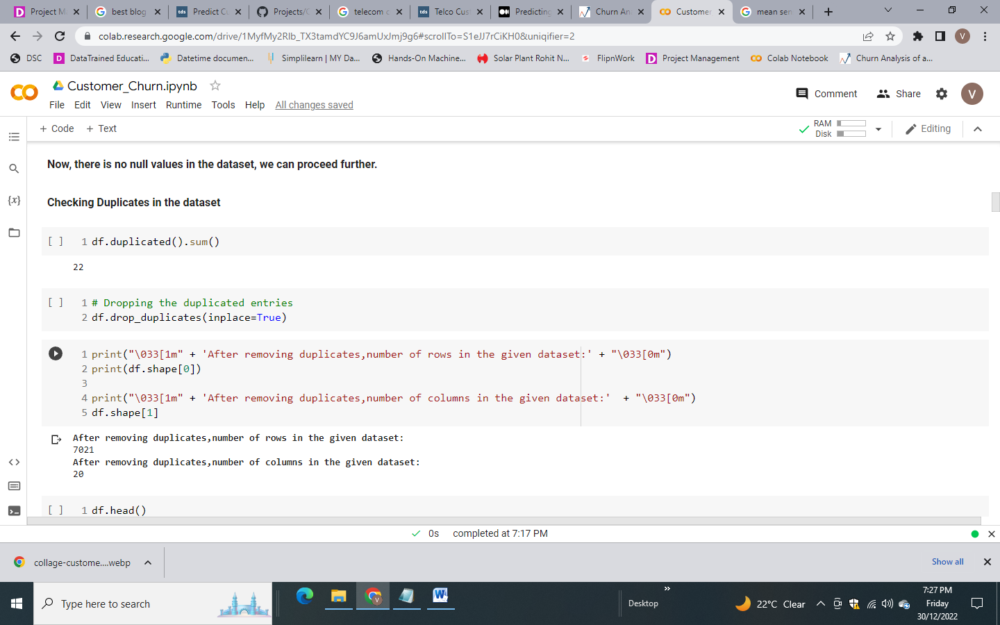 Project M
best blog
Predict Cu
Projects/C
telecom c
Telco Cus
Predicting
Churn An
Customer
mean sen
colab.research.google.com/drive/1MyfMy2RIb_TX3tamdYC9J6amUxJmj9g6#scrollTo=S1eJJ7rCiKH0&uniqifier=2
V
DSC
DataTrained Educati...
Datetime documen...
Simplilearn | MY Da...
Hands-On Machine...
Solar Plant Rohit N...
FlipnWork
Project Management
Colab Notebook
Churn Analysis of a...
Customer_Churn.ipynb
Comment
Share
V
File Edit View Insert Runtime Tools Help All changes saved
+ Code + Text
RAM
Disk
Editing
Now, there is no null values in the dataset, we can proceed further.
Checking Duplicates in the dataset
[ ] 1 df.duplicated().sum()
22
[ ] 1 # Dropping the duplicated entries
2 df.drop_duplicates(inplace=True)
1 print("\033[1m" + 'After removing duplicates,number of rows in the given dataset:' + "\033[0m")
2 print(df.shape[0])
3
4 print("\033[1m" + 'After removing duplicates,number of columns in the given dataset:'  + "\033[0m")
5 df.shape[1]
After removing duplicates,number of rows in the given dataset:
7021
After removing duplicates,number of columns in the given dataset:
20
[ ] 1 df.head()
0s completed at 7:17 PM
collage-custome....webp
Show all
Type here to search
Desktop
22°C Clear
7:27 PM
Friday
30/12/2022